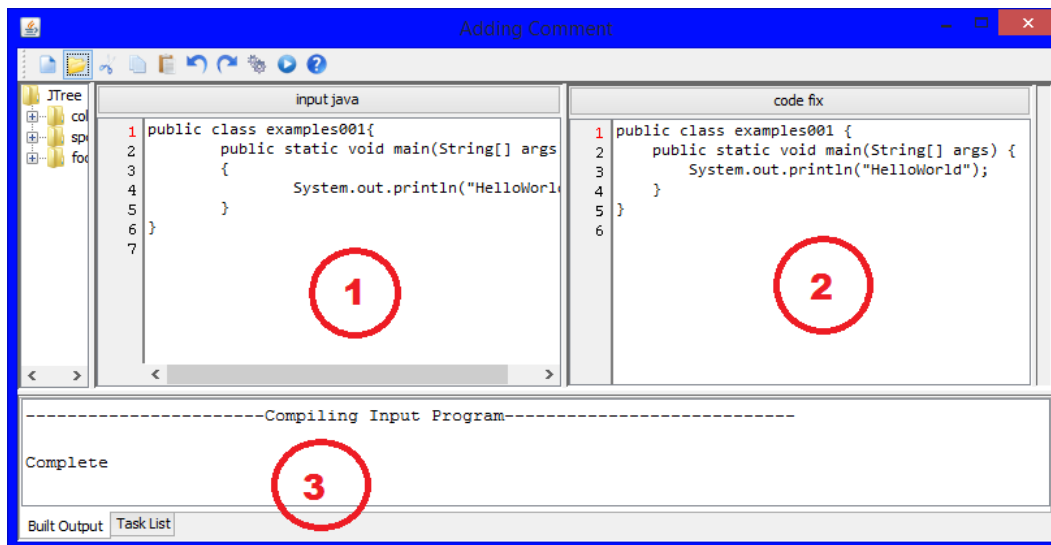 Adding Comment
JTree
col
spo
foo
input java
1 public class examples001{
2 public static void main(String[] args
3 {
4 System.out.println("HelloWorl
5 }
6 }
7
1
code fix
1 public class examples001 {
2 public static void main(String[] args) {
3 System.out.println("HelloWorld");
4 }
5 }
6
2
-----------------------Compiling Input Program----------------------------
Complete
3
Built Output Task List